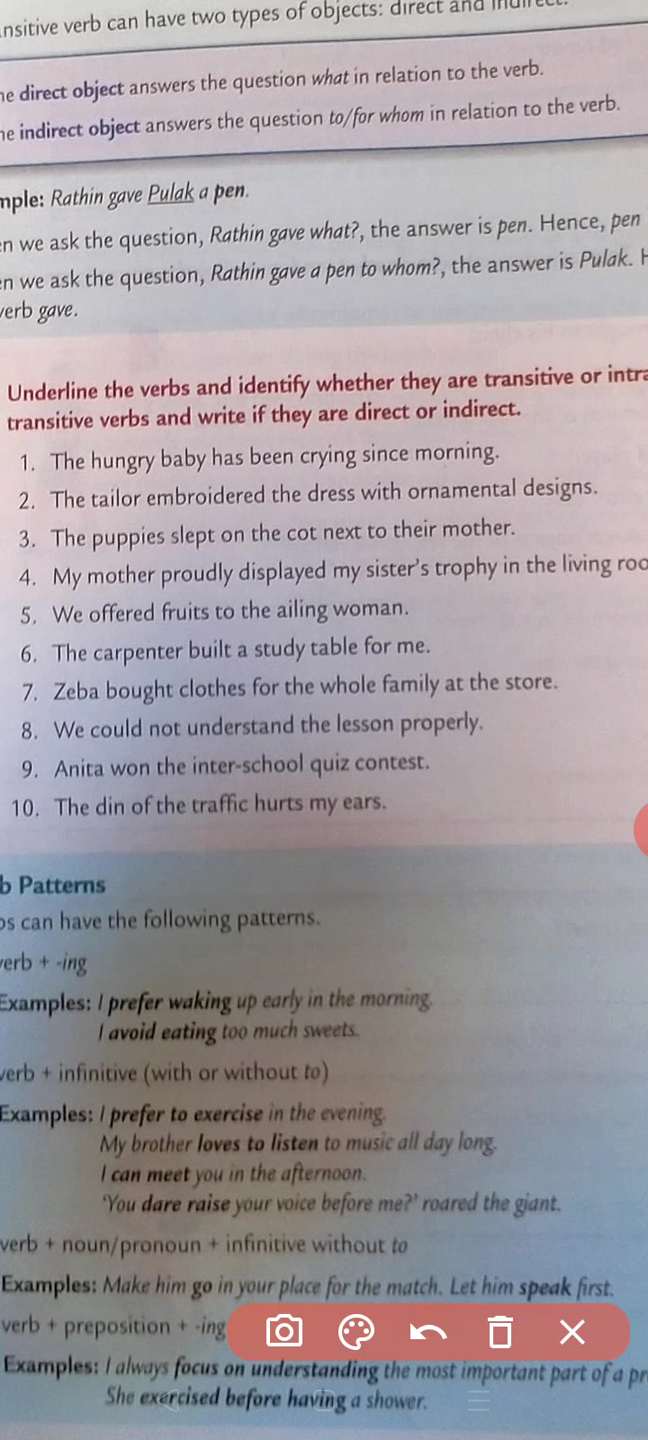 nsitive verb can have two types of objects: direct and indirect.
he direct object answers the question what in relation to the verb.
he indirect object answers the question to/for whom in relation to the verb.
mple: Rathin gave Pulak a pen.
en we ask the question, Rathin gave what?, the answer is pen. Hence, pen
en we ask the question, Rathin gave a pen to whom?, the answer is Pulak. H
verb gave.
Underline the verbs and identify whether they are transitive or intra
transitive verbs and write if they are direct or indirect.
1. The hungry baby has been crying since morning.
2. The tailor embroidered the dress with ornamental designs.
3. The puppies slept on the cot next to their mother.
4. My mother proudly displayed my sister's trophy in the living roo
5. We offered fruits to the ailing woman.
6. The carpenter built a study table for me.
7. Zeba bought clothes for the whole family at the store.
8. We could not understand the lesson properly.
9. Anita won the inter-school quiz contest.
10. The din of the traffic hurts my ears.
b Patterns
bs can have the following patterns.
verb + -ing
Examples: I prefer waking up early in the morning.
I avoid eating too much sweets.
verb + infinitive (with or without to)
Examples: I prefer to exercise in the evening.
My brother loves to listen to music all day long.
I can meet you in the afternoon.
'You dare raise your voice before me?' roared the giant.
verb + noun/pronoun + infinitive without to
Examples: Make him go in your place for the match. Let him speak first.
verb + preposition + -ing
Examples: I always focus on understanding the most important part of a pr
She exercised before having a shower.